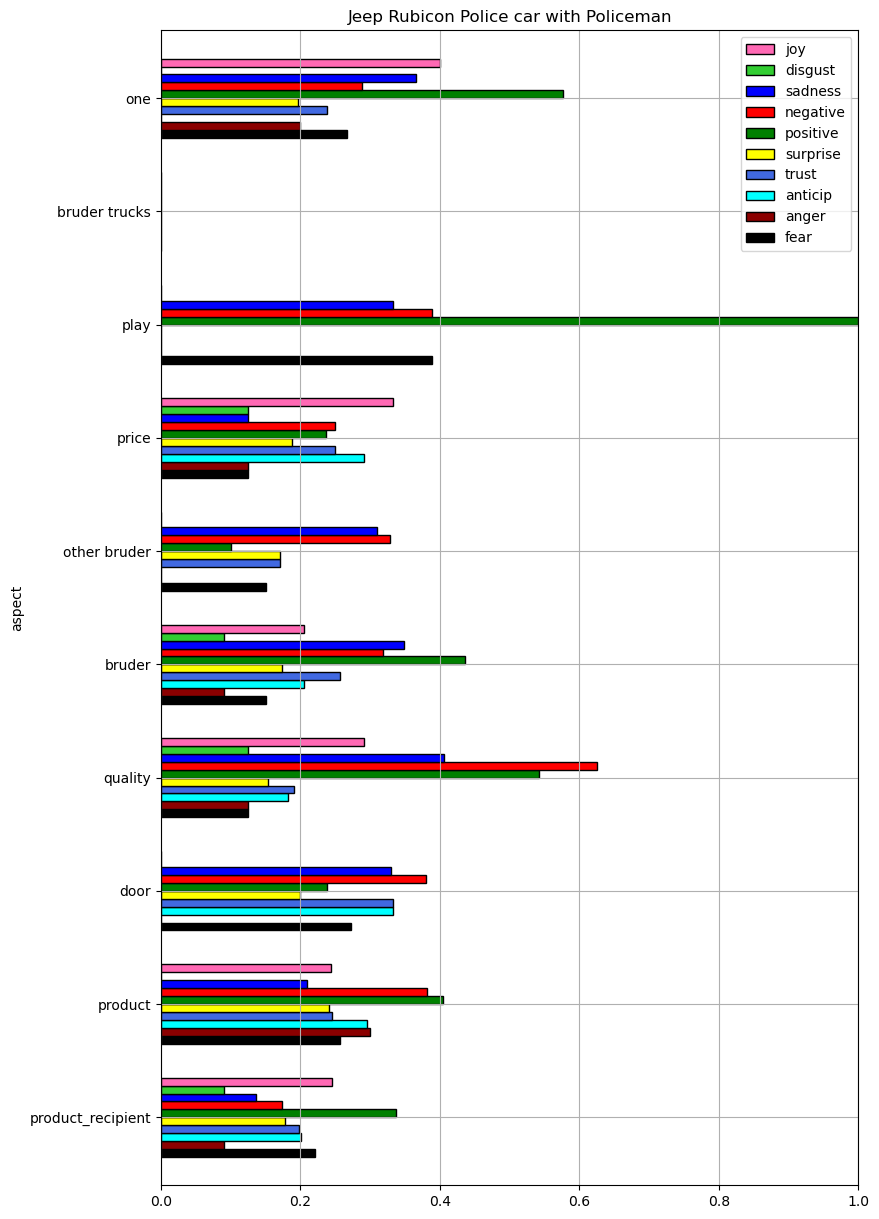 Jeep Rubicon Police car with Policeman
joy
disgust
sadness
negative
positive
surprise
trust
anticip
anger
fear
one
bruder trucks
play
price
other bruder
bruder
quality
door
product
product_recipient
aspect
0.0 0.2 0.4 0.6 0.8 1.0